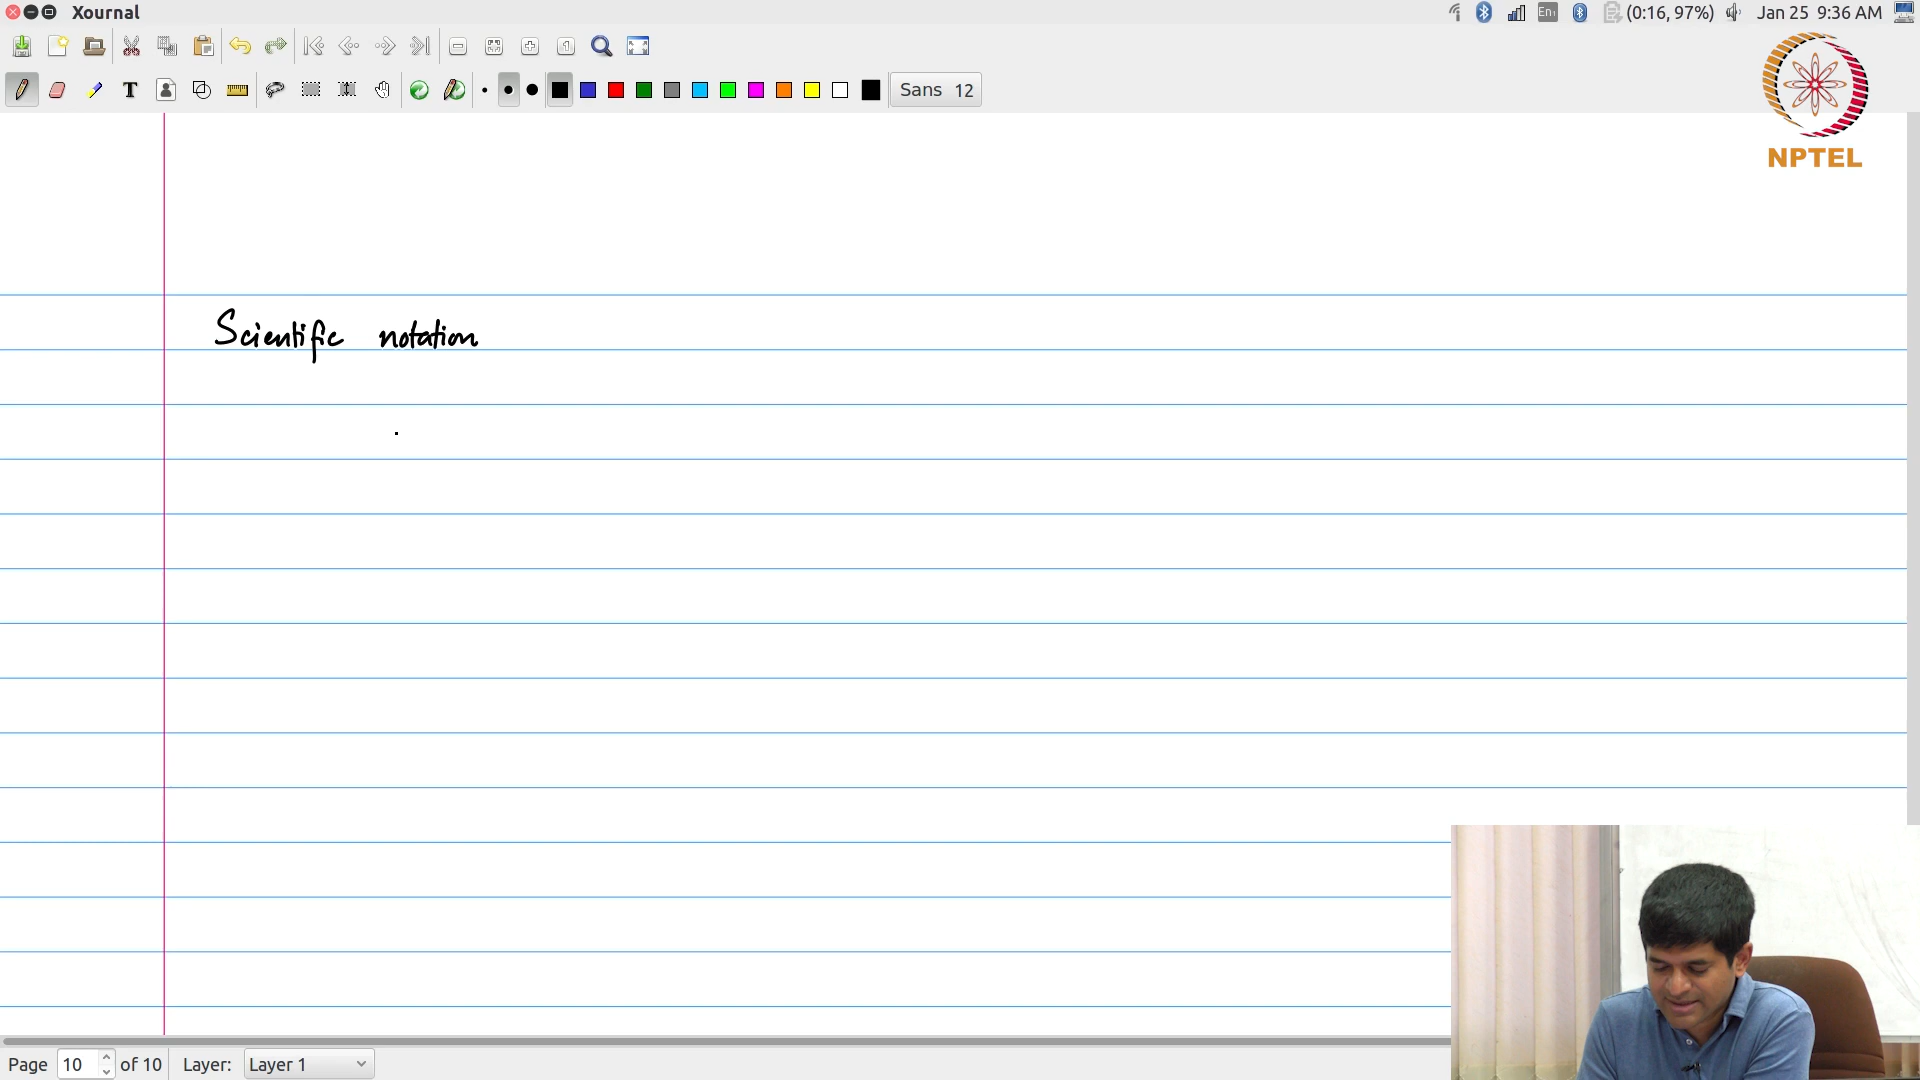 Xournal
En1
(0:16, 97%)
Jan 25 9:36 AM
Sans 12
NPTEL
Scientific notation
Page 10 of 10 Layer: Layer 1